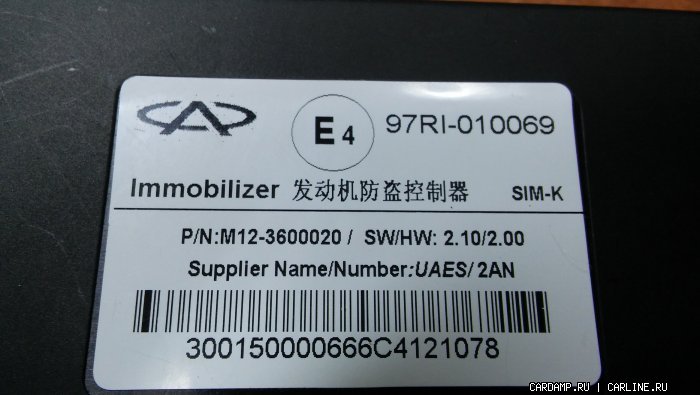 E4 97RI-010069
Immobilizer 发动机防盗控制器 SIM-K
P/N:M12-3600020 / SW/HW: 2.10/2.00
Supplier Name/Number:UAES/ 2AN
300150000666C4121078
CARDAMP.RU | CARLINE.RU